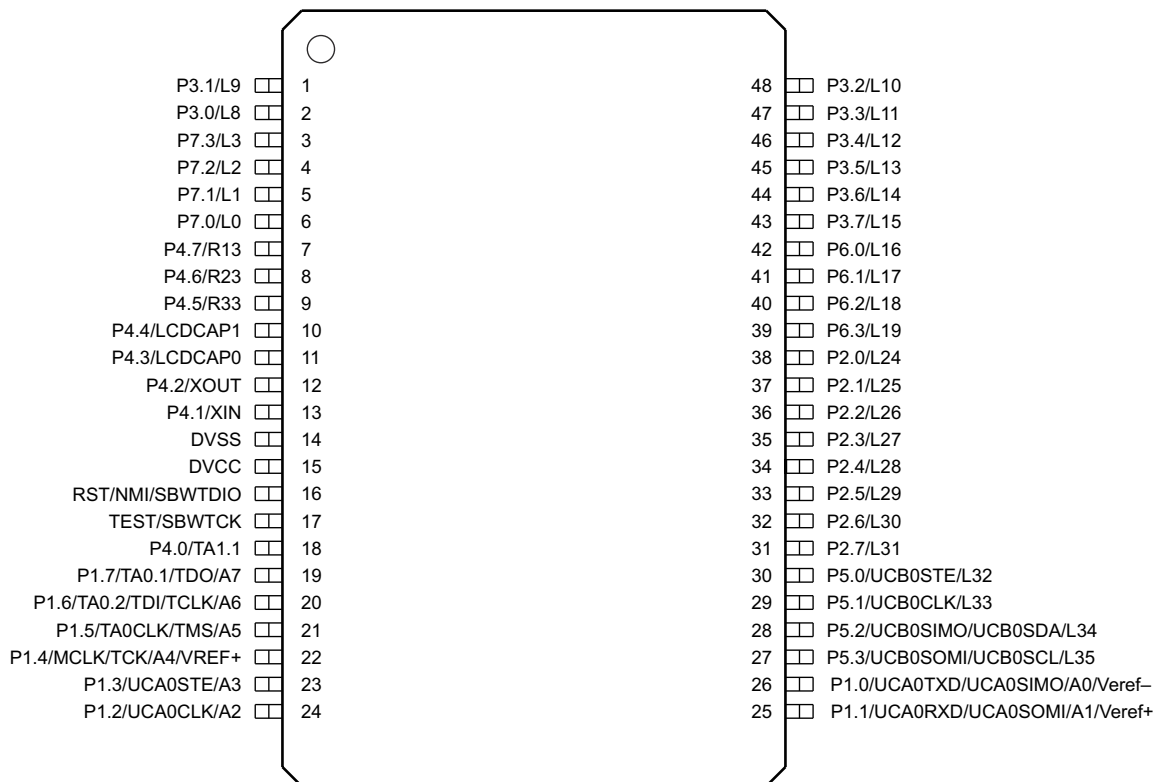 P3.1/L9 1 48 P3.2/L10
P3.0/L8 2 47 P3.3/L11
P7.3/L3 3 46 P3.4/L12
P7.2/L2 4 45 P3.5/L13
P7.1/L1 5 44 P3.6/L14
P7.0/L0 6 43 P3.7/L15
P4.7/R13 7 42 P6.0/L16
P4.6/R23 8 41 P6.1/L17
P4.5/R33 9 40 P6.2/L18
P4.4/LCDCAP1 10 39 P6.3/L19
P4.3/LCDCAP0 11 38 P2.0/L24
P4.2/XOUT 12 37 P2.1/L25
P4.1/XIN 13 36 P2.2/L26
DVSS 14 35 P2.3/L27
DVCC 15 34 P2.4/L28
RST/NMI/SBWTDIO 16 33 P2.5/L29
TEST/SBWTCK 17 32 P2.6/L30
P4.0/TA1.1 18 31 P2.7/L31
P1.7/TA0.1/TDO/A7 19 30 P5.0/UCB0STE/L32
P1.6/TA0.2/TDI/TCLK/A6 20 29 P5.1/UCB0CLK/L33
P1.5/TA0CLK/TMS/A5 21 28 P5.2/UCB0SIMO/UCB0SDA/L34
P1.4/MCLK/TCK/A4/VREF+ 22 27 P5.3/UCB0SOMI/UCB0SCL/L35
P1.3/UCA0STE/A3 23 26 P1.0/UCA0TXD/UCA0SIMO/A0/Veref–
P1.2/UCA0CLK/A2 24 25 P1.1/UCA0RXD/UCA0SOMI/A1/Veref+